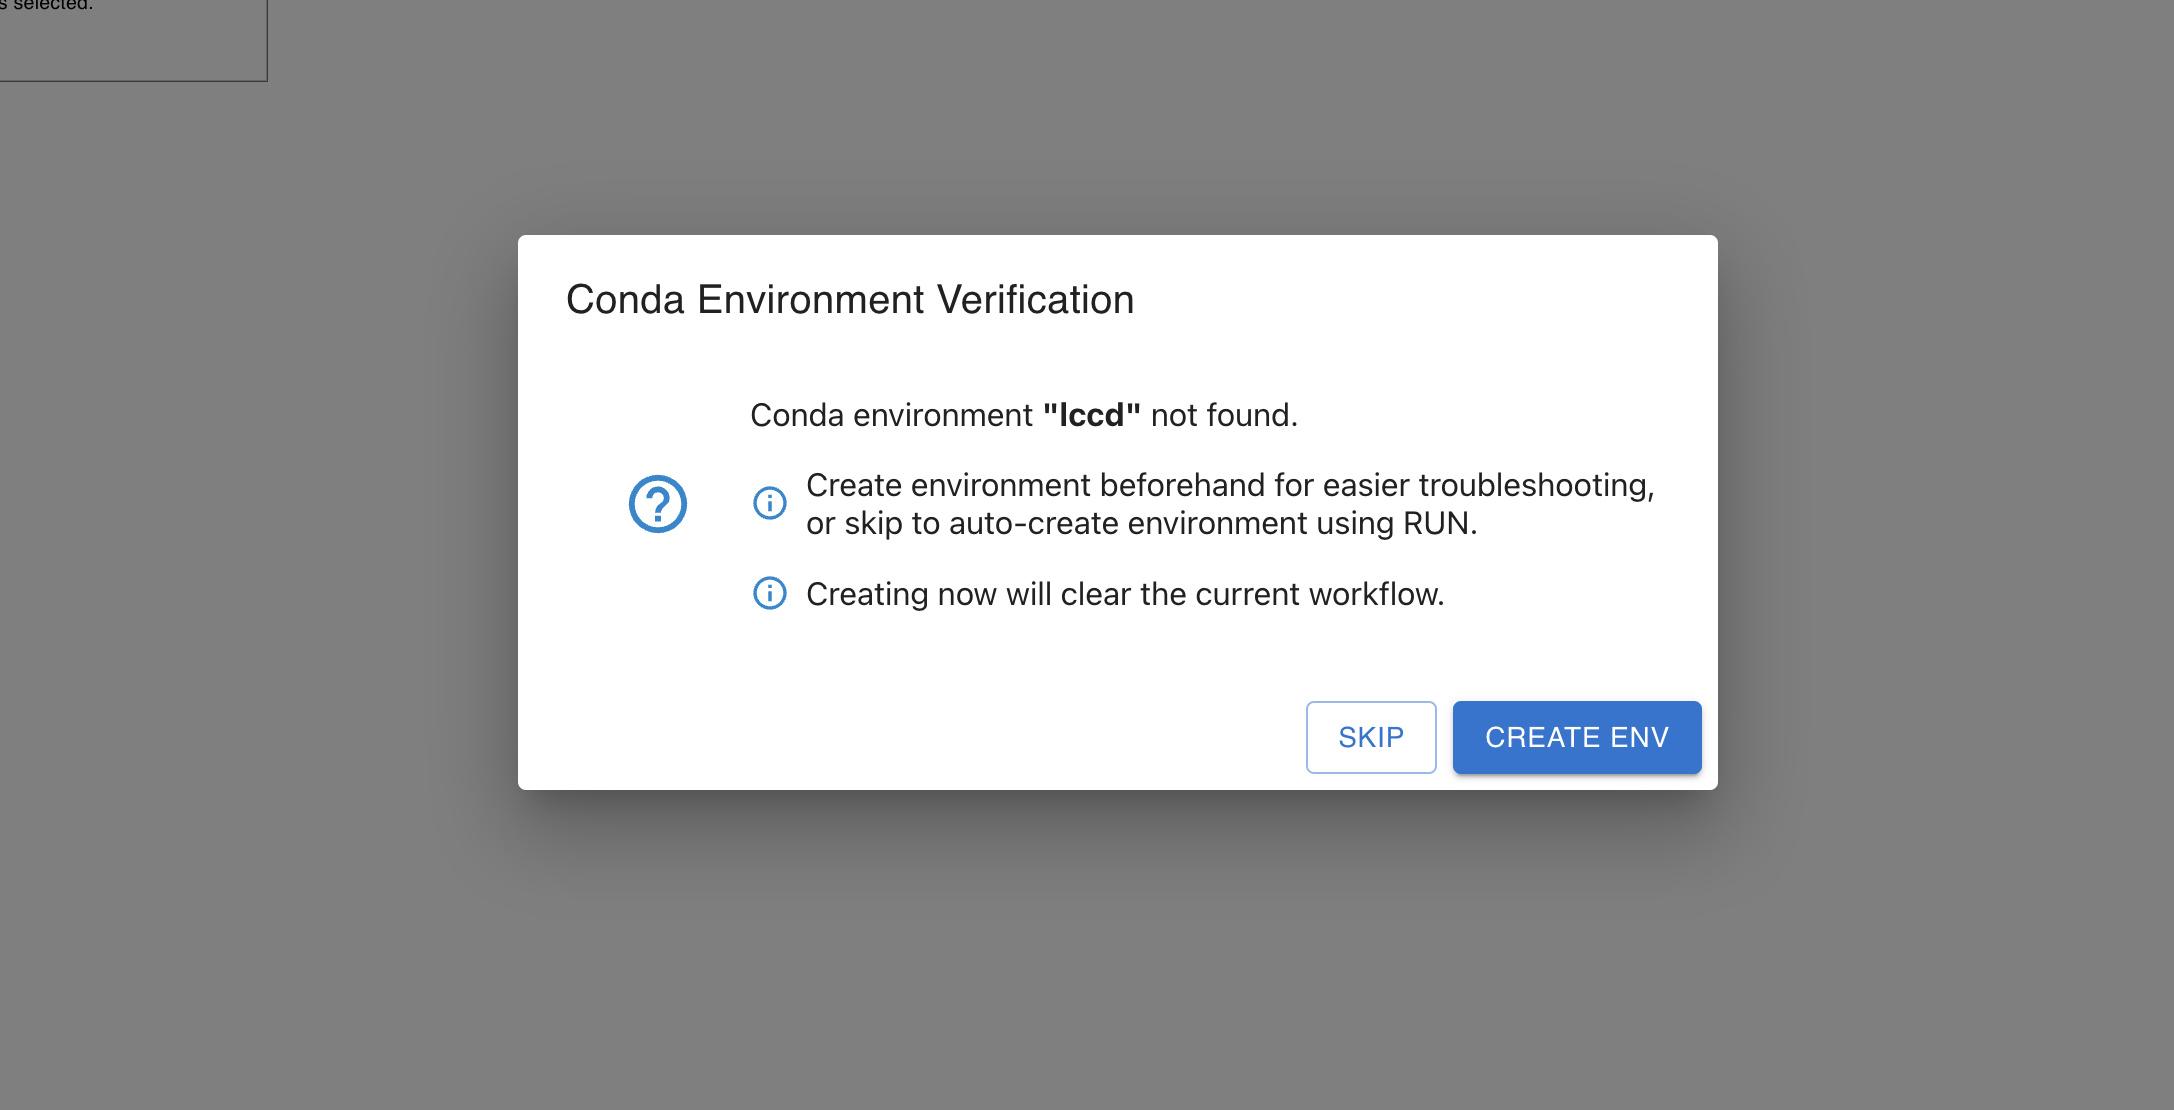 s selected.
Conda Environment Verification
Conda environment "lccd" not found.
Create environment beforehand for easier troubleshooting,
or skip to auto-create environment using RUN.
Creating now will clear the current workflow.
SKIP
CREATE ENV